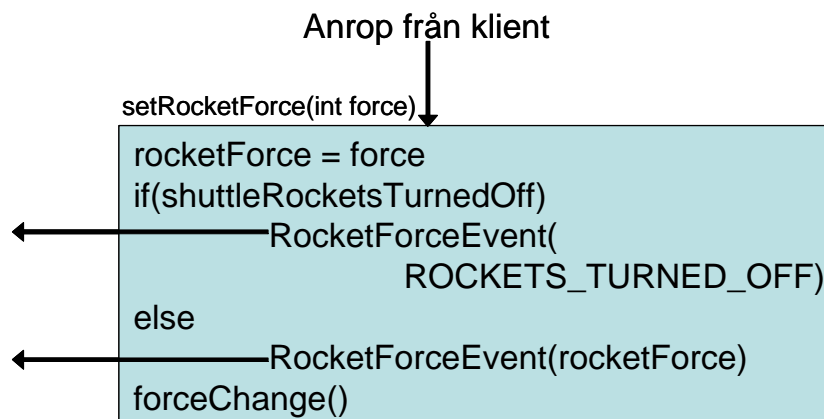 Anrop från klient
setRocketForce(int force)
rocketForce = force
if(shuttleRocketsTurnedOff)
RocketForceEvent(
ROCKETS_TURNED_OFF)
else
RocketForceEvent(rocketForce)
forceChange()